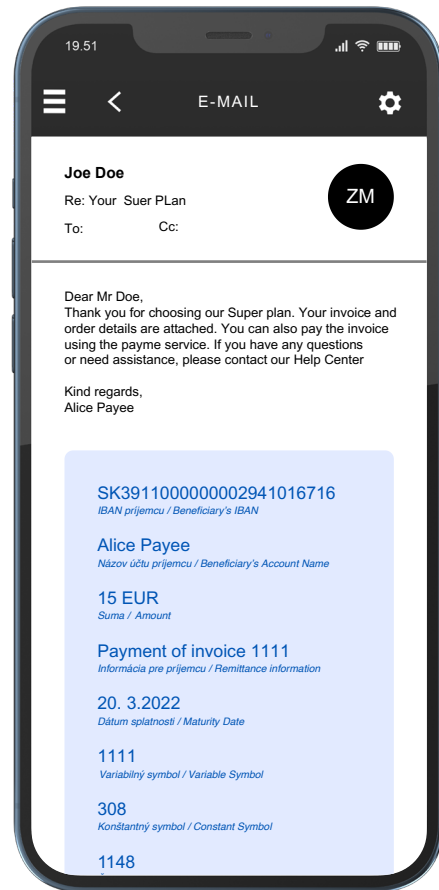 19.51
E-MAIL
Joe Doe
Re: Your Suer PLan
To: Cc:
ZM
Dear Mr Doe,
Thank you for choosing our Super plan. Your invoice and
order details are attached. You can also pay the invoice
using the payme service. If you have any questions
or need assistance, please contact our Help Center
Kind regards,
Alice Payee
SK3911000000002941016716
IBAN príjemcu / Beneficiary's IBAN
Alice Payee
Názov účtu príjemcu / Beneficiary's Account Name
15 EUR
Suma / Amount
Payment of invoice 1111
Informácia pre príjemcu / Remittance information
20. 3.2022
Dátum splatnosti / Maturity Date
1111
Variabilný symbol / Variable Symbol
308
Konštantný symbol / Constant Symbol
1148